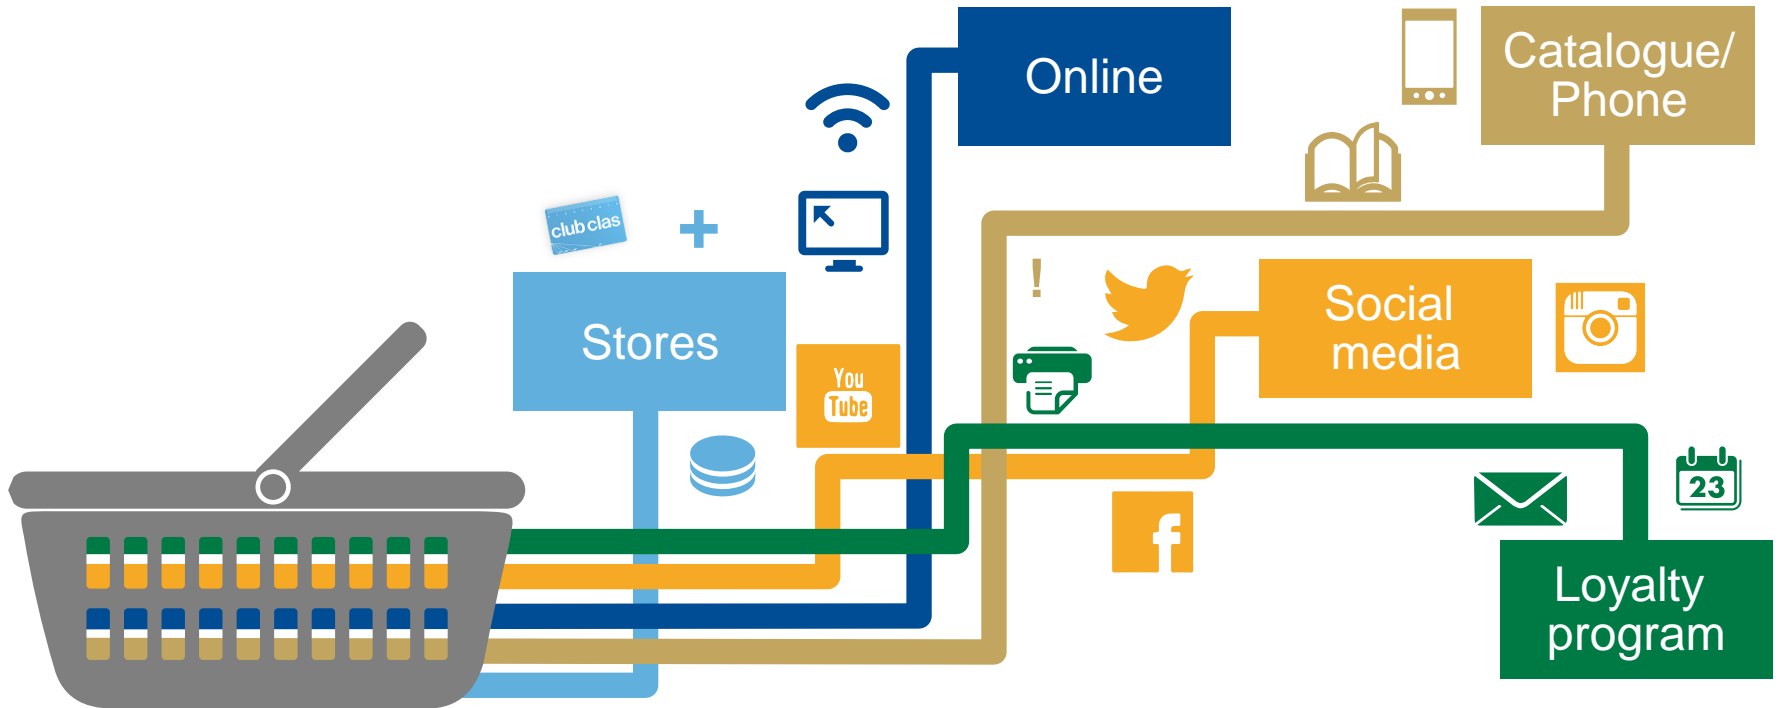 Online
Catalogue/
Phone
club clas
+
Stores
!
Social
media
You
Tube
f
23
Loyalty
program